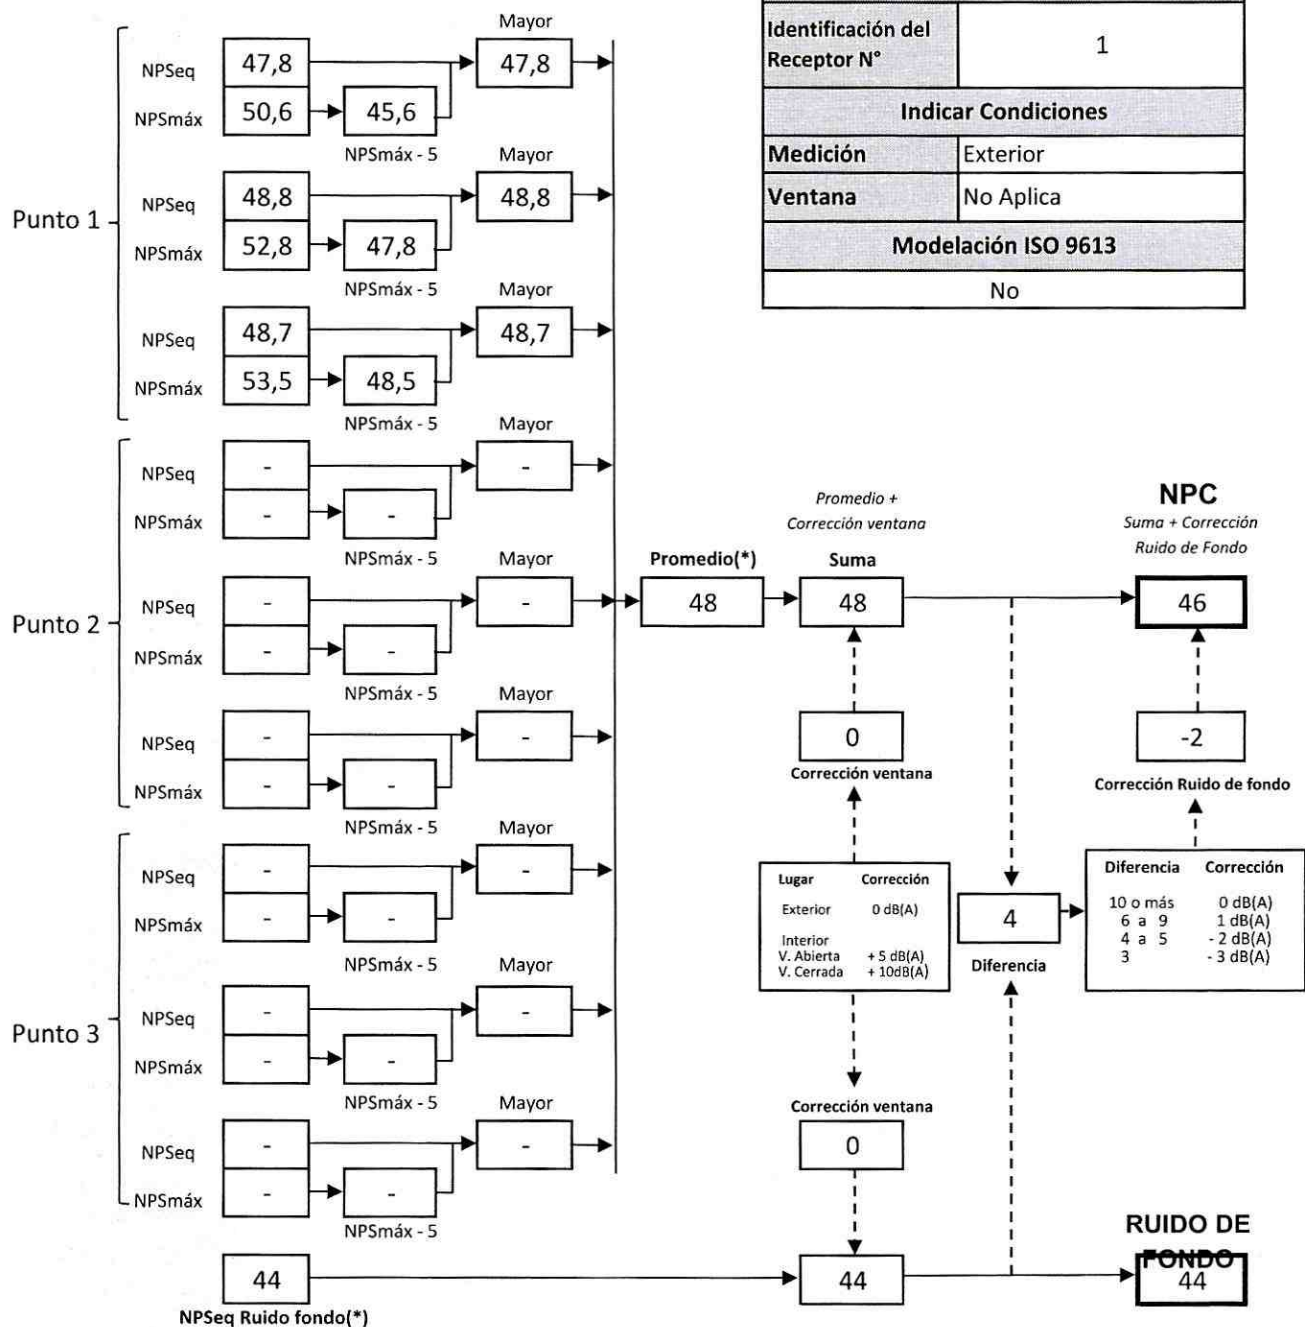 Identificación del
Receptor N°
1
Indicar Condiciones
Medición Exterior
Ventana No Aplica
Modelación ISO 9613
No
Punto 1
Mayor
NPSeq 47,8 47,8
NPSmáx 50,6 45,6
NPSmáx - 5
Mayor
NPSeq 48,8 48,8
NPSmáx 52,8 47,8
NPSmáx - 5
Mayor
NPSeq 48,7 48,7
NPSmáx 53,5 48,5
NPSmáx - 5
Punto 2
Mayor
NPSeq - -
NPSmáx - -
NPSmáx - 5
Mayor
NPSeq - -
NPSmáx - -
NPSmáx - 5
Mayor
NPSeq - -
NPSmáx - -
NPSmáx - 5
Punto 3
Mayor
NPSeq - -
NPSmáx - -
NPSmáx - 5
Mayor
NPSeq - -
NPSmáx - -
NPSmáx - 5
Mayor
NPSeq - -
NPSmáx - -
NPSmáx - 5
44
NPSeq Ruido fondo(*)
Promedio(*)
48
Promedio +
Corrección ventana
Suma
48
0
Corrección ventana
Lugar Corrección
Exterior 0 dB(A)
Interior
V. Abierta + 5 dB(A)
V. Cerrada + 10dB(A)
Corrección ventana
0
44
4
Diferencia
NPC
Suma + Corrección
Ruido de Fondo
46
-2
Corrección Ruido de fondo
Diferencia Corrección
10 o más 0 dB(A)
6 a 9 1 dB(A)
4 a 5 - 2 dB(A)
3 - 3 dB(A)
RUIDO DE
FONDO
44